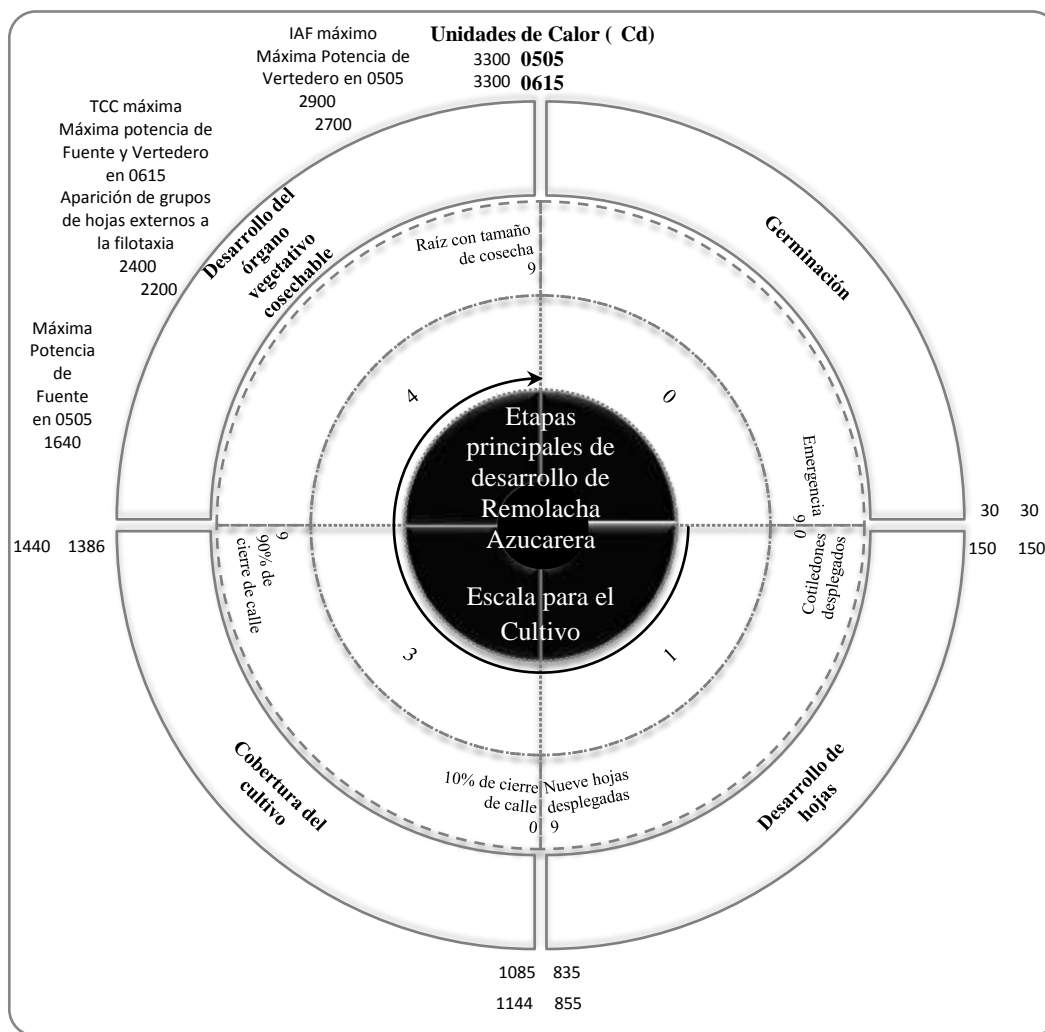 IAF máximo
Máxima Potencia de
Vertedero en 0505
2900
2700
Unidades de Calor ( Cd)
3300 0505
3300 0615
TCC máxima
Máxima potencia de
Fuente y Vertedero
en 0615
Aparición de grupos
de hojas externos a
la filotaxia
2400
2200
Máxima
Potencia
de
Fuente
en 0505
1640
Desarrollo del
órgano
vegetativo
cosechable
Germinación
Raíz con tamaño
de cosecha
9
4
0
Etapas
principales de
desarrollo de
Remolacha
Azucarera
Escala para el
Cultivo
Emergencia
9
0
Cotiledones
desplegados
30 30
150 150
1440 1386
9
90% de
cierre de calle
3
1
10% de cierre
de calle
0
Nueve hojas
desplegadas
9
Cobertura del
cultivo
Desarrollo de
hojas
1085 835
1144 855